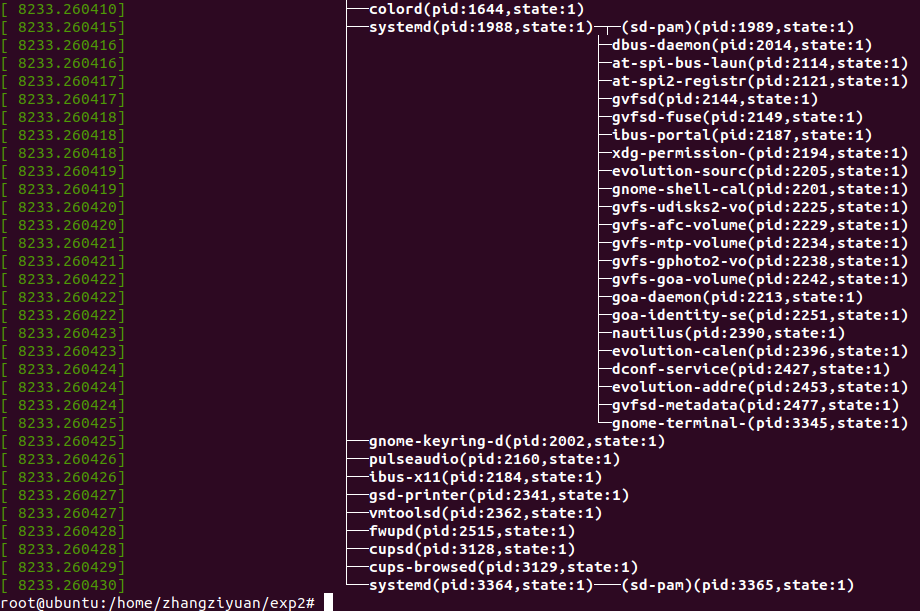 [ 8233.260410] ├──colord(pid:1644,state:1)
[ 8233.260415] ├──systemd(pid:1988,state:1)─┬─(sd-pam)(pid:1989,state:1)
[ 8233.260416] ├─dbus-daemon(pid:2014,state:1)
[ 8233.260416] ├─at-spi-bus-laun(pid:2114,state:1)
[ 8233.260417] ├─at-spi2-registr(pid:2121,state:1)
[ 8233.260417] ├─gvfsd(pid:2144,state:1)
[ 8233.260418] ├─gvfsd-fuse(pid:2149,state:1)
[ 8233.260418] ├─ibus-portal(pid:2187,state:1)
[ 8233.260418] ├─xdg-permission-(pid:2194,state:1)
[ 8233.260419] ├─evolution-sourc(pid:2205,state:1)
[ 8233.260419] ├─gnome-shell-cal(pid:2201,state:1)
[ 8233.260420] ├─gvfs-udisks2-vo(pid:2225,state:1)
[ 8233.260420] ├─gvfs-afc-volume(pid:2229,state:1)
[ 8233.260421] ├─gvfs-mtp-volume(pid:2234,state:1)
[ 8233.260421] ├─gvfs-gphoto2-vo(pid:2238,state:1)
[ 8233.260422] ├─gvfs-goa-volume(pid:2242,state:1)
[ 8233.260422] ├─goa-daemon(pid:2213,state:1)
[ 8233.260422] ├─goa-identity-se(pid:2251,state:1)
[ 8233.260423] ├─nautilus(pid:2390,state:1)
[ 8233.260423] ├─evolution-calen(pid:2396,state:1)
[ 8233.260424] ├─dconf-service(pid:2427,state:1)
[ 8233.260424] ├─evolution-addre(pid:2453,state:1)
[ 8233.260424] ├─gvfsd-metadata(pid:2477,state:1)
[ 8233.260425] └─gnome-terminal-(pid:3345,state:1)
[ 8233.260425] ├──gnome-keyring-d(pid:2002,state:1)
[ 8233.260426] ├──pulseaudio(pid:2160,state:1)
[ 8233.260426] ├──ibus-x11(pid:2184,state:1)
[ 8233.260427] ├──gsd-printer(pid:2341,state:1)
[ 8233.260427] ├──vmtoolsd(pid:2362,state:1)
[ 8233.260428] ├──fwupd(pid:2515,state:1)
[ 8233.260428] ├──cupsd(pid:3128,state:1)
[ 8233.260429] ├──cups-browsed(pid:3129,state:1)
[ 8233.260430] └──systemd(pid:3364,state:1)───(sd-pam)(pid:3365,state:1)
root@ubuntu:/home/zhangziyuan/exp2#